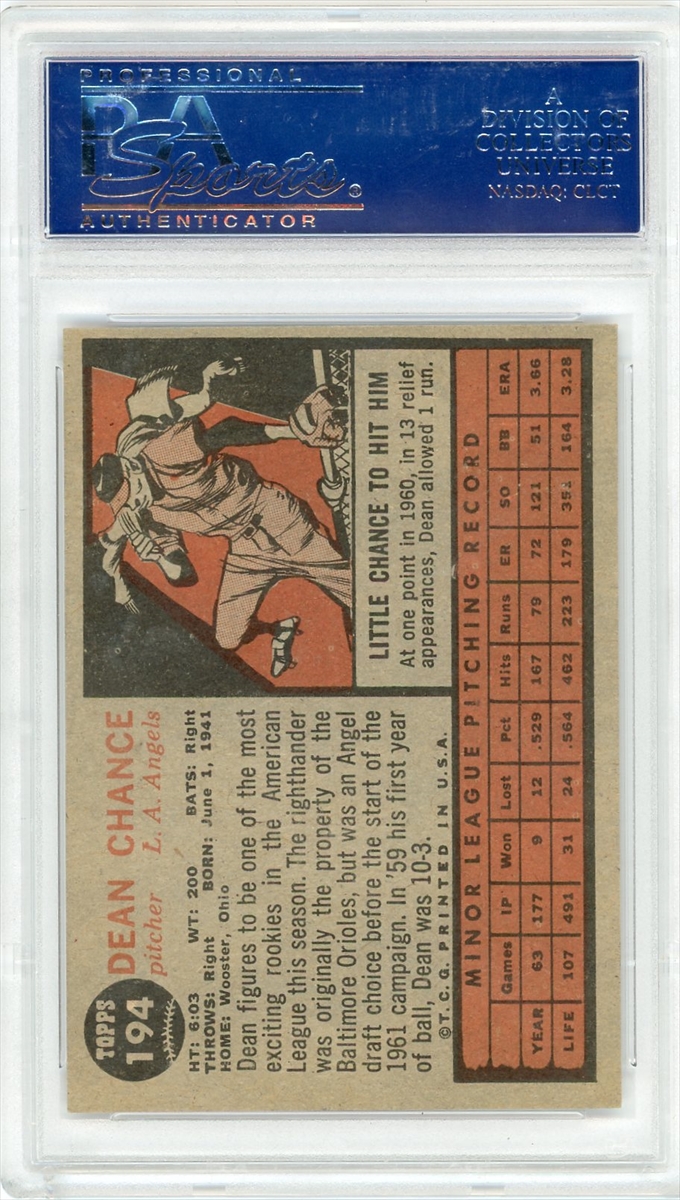 PROFESSIONAL
PSA
Sports
AUTHENTICATOR
®
A
DIVISION OF
COLLECTORS
UNIVERSE
NASDAQ: CLCT
TOPPS
194
DEAN CHANCE
pitcher L. A. Angels
HT: 6:03 WT: 200 BATS: Right
THROWS: Right BORN: June 1, 1941
HOME: Wooster, Ohio
Dean figures to be one of the most
exciting rookies in the American
League this season. The righthander
was originally the property of the
Baltimore Orioles, but was an Angel
draft choice before the start of the
1961 campaign. In '59 his first year
of ball, Dean was 10-3.
©T.C.G. PRINTED IN U.S.A.
LITTLE CHANCE TO HIT HIM
At one point in 1960, in 13 relief
appearances, Dean allowed 1 run.
MINOR LEAGUE PITCHING RECORD
Games IP Won Lost Pct Hits Runs ER SO BB ERA
YEAR 63 177 9 12 .529 167 79 72 121 51 3.66
LIFE 107 491 31 24 .564 462 223 179 351 164 3.28